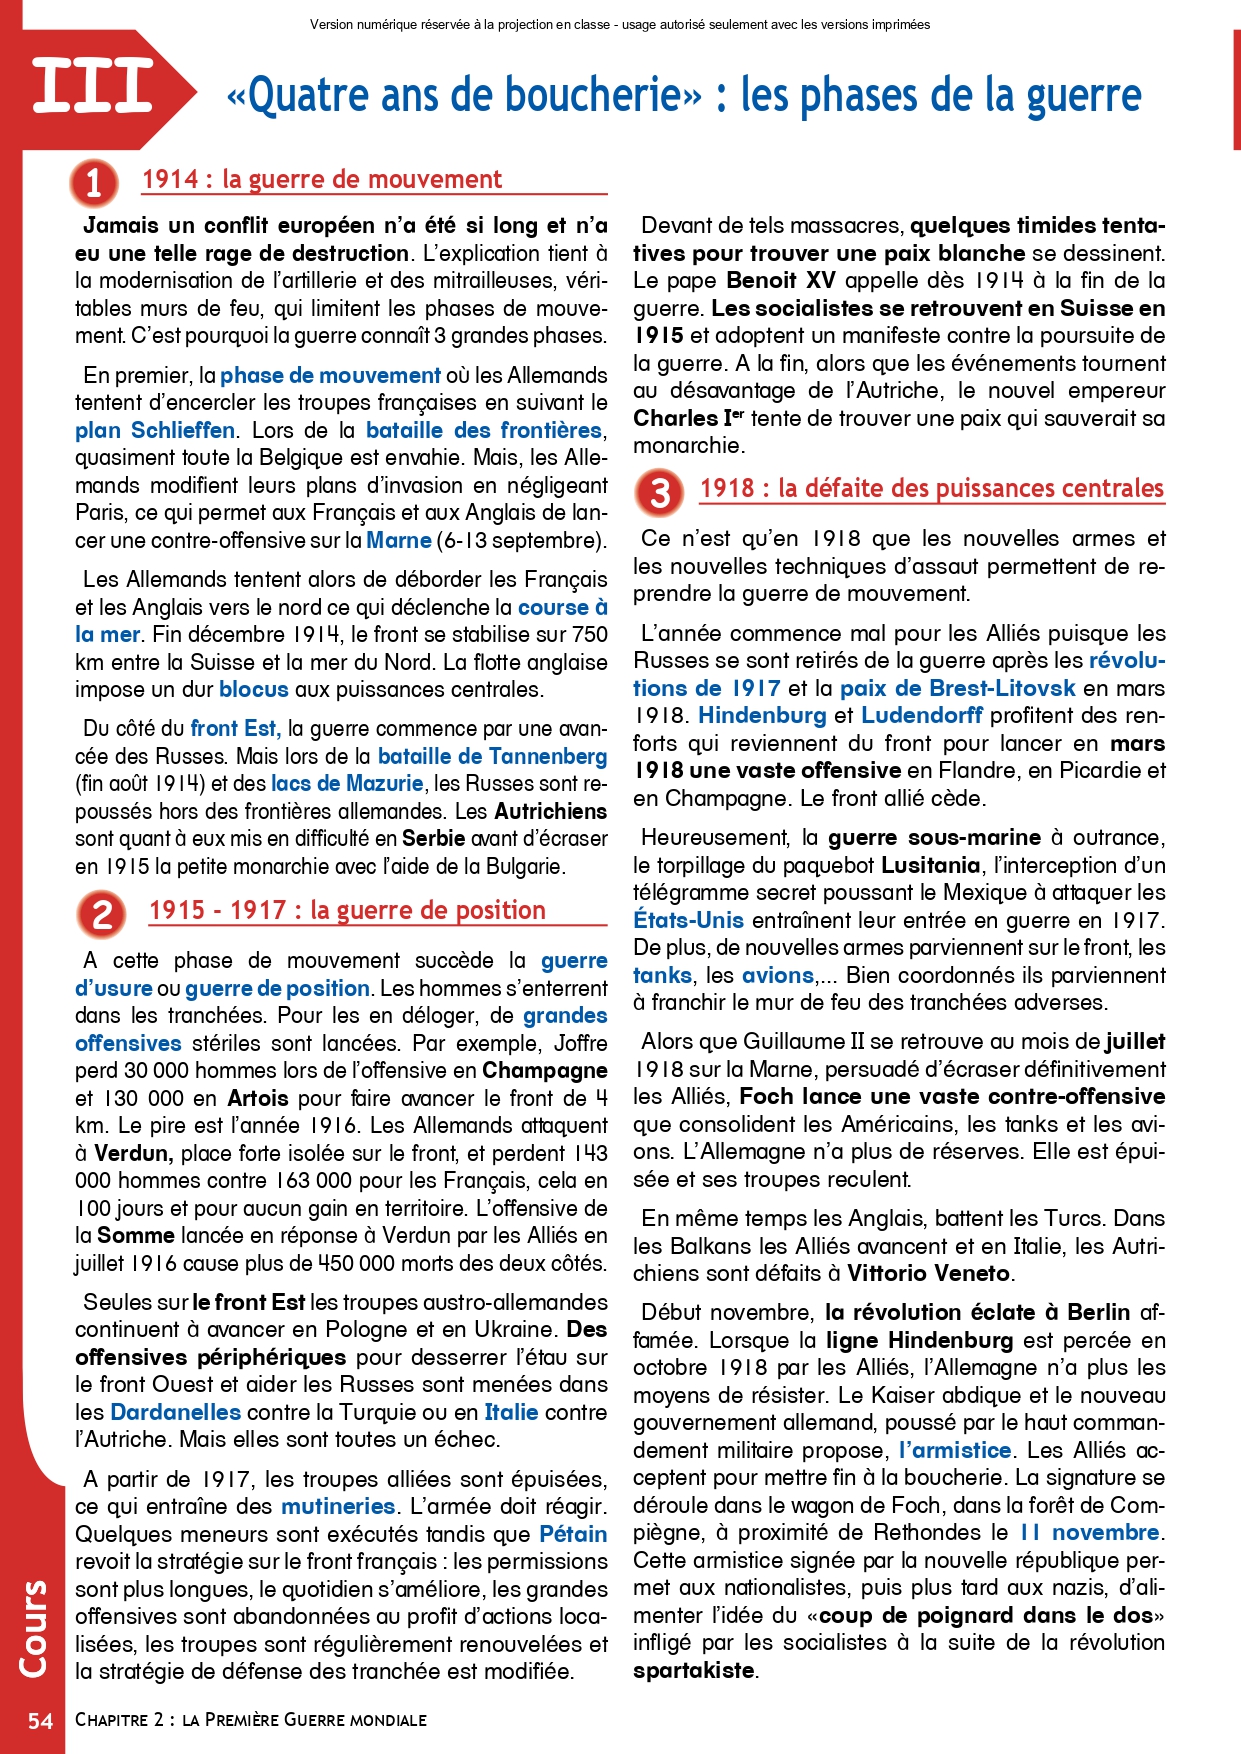 Version numérique réservée à la projection en classe - usage autorisé seulement avec les versions imprimées
III
«Quatre ans de boucherie» : les phases de la guerre
1
1914 : la guerre de mouvement
Jamais un conflit européen n'a été si long et n'a
eu une telle rage de destruction. L'explication tient à
la modernisation de l'artillerie et des mitrailleuses, véri-
tables murs de feu, qui limitent les phases de mouve-
ment. C'est pourquoi la guerre connaît 3 grandes phases.
En premier, la phase de mouvement où les Allemands
tentent d'encercler les troupes françaises en suivant le
plan Schlieffen. Lors de la bataille des frontières,
quasiment toute la Belgique est envahie. Mais, les Alle-
mands modifient leurs plans d'invasion en négligeant
Paris, ce qui permet aux Français et aux Anglais de lan-
cer une contre-offensive sur la Marne (6-13 septembre).
Les Allemands tentent alors de déborder les Français
et les Anglais vers le nord ce qui déclenche la course à
la mer. Fin décembre 1914, le front se stabilise sur 750
km entre la Suisse et la mer du Nord. La flotte anglaise
impose un dur blocus aux puissances centrales.
Du côté du front Est, la guerre commence par une avan-
cée des Russes. Mais lors de la bataille de Tannenberg
(fin août 1914) et des lacs de Mazurie, les Russes sont re-
poussés hors des frontières allemandes. Les Autrichiens
sont quant à eux mis en difficulté en Serbie avant d'écraser
en 1915 la petite monarchie avec l'aide de la Bulgarie.
2
1915 - 1917 : la guerre de position
A cette phase de mouvement succède la guerre
d'usure ou guerre de position. Les hommes s'enterrent
dans les tranchées. Pour les en déloger, de grandes
offensives stériles sont lancées. Par exemple, Joffre
perd 30 000 hommes lors de l'offensive en Champagne
et 130 000 en Artois pour faire avancer le front de 4
km. Le pire est l'année 1916. Les Allemands attaquent
à Verdun, place forte isolée sur le front, et perdent 143
000 hommes contre 163 000 pour les Français, cela en
100 jours et pour aucun gain en territoire. L'offensive de
la Somme lancée en réponse à Verdun par les Alliés en
juillet 1916 cause plus de 450 000 morts des deux côtés.
Seules sur le front Est les troupes austro-allemandes
continuent à avancer en Pologne et en Ukraine. Des
offensives périphériques pour desserrer l'étau sur
le front Ouest et aider les Russes sont menées dans
les Dardanelles contre la Turquie ou en Italie contre
l'Autriche. Mais elles sont toutes un échec.
A partir de 1917, les troupes alliées sont épuisées,
ce qui entraîne des mutineries. L'armée doit réagir.
Quelques meneurs sont exécutés tandis que Pétain
revoit la stratégie sur le front français : les permissions
sont plus longues, le quotidien s'améliore, les grandes
offensives sont abandonnées au profit d'actions loca-
lisées, les troupes sont régulièrement renouvelées et
la stratégie de défense des tranchée est modifiée.
Devant de tels massacres, quelques timides tenta-
tives pour trouver une paix blanche se dessinent.
Le pape Benoit XV appelle dès 1914 à la fin de la
guerre. Les socialistes se retrouvent en Suisse en
1915 et adoptent un manifeste contre la poursuite de
la guerre. A la fin, alors que les événements tournent
au désavantage de l'Autriche, le nouvel empereur
Charles Ier tente de trouver une paix qui sauverait sa
monarchie.
3
1918 : la défaite des puissances centrales
Ce n'est qu'en 1918 que les nouvelles armes et
les nouvelles techniques d'assaut permettent de re-
prendre la guerre de mouvement.
L'année commence mal pour les Alliés puisque les
Russes se sont retirés de la guerre après les révolu-
tions de 1917 et la paix de Brest-Litovsk en mars
1918. Hindenburg et Ludendorff profitent des ren-
forts qui reviennent du front pour lancer en mars
1918 une vaste offensive en Flandre, en Picardie et
en Champagne. Le front allié cède.
Heureusement, la guerre sous-marine à outrance,
le torpillage du paquebot Lusitania, l'interception d'un
télégramme secret poussant le Mexique à attaquer les
États-Unis entraînent leur entrée en guerre en 1917.
De plus, de nouvelles armes parviennent sur le front, les
tanks, les avions,... Bien coordonnés ils parviennent
à franchir le mur de feu des tranchées adverses.
Alors que Guillaume II se retrouve au mois de juillet
1918 sur la Marne, persuadé d'écraser définitivement
les Alliés, Foch lance une vaste contre-offensive
que consolident les Américains, les tanks et les avi-
ons. L'Allemagne n'a plus de réserves. Elle est épui-
sée et ses troupes reculent.
En même temps les Anglais, battent les Turcs. Dans
les Balkans les Alliés avancent et en Italie, les Autri-
chiens sont défaits à Vittorio Veneto.
Début novembre, la révolution éclate à Berlin af-
famée. Lorsque la ligne Hindenburg est percée en
octobre 1918 par les Alliés, l'Allemagne n'a plus les
moyens de résister. Le Kaiser abdique et le nouveau
gouvernement allemand, poussé par le haut comman-
dement militaire propose, l'armistice. Les Alliés ac-
ceptent pour mettre fin à la boucherie. La signature se
déroule dans le wagon de Foch, dans la forêt de Com-
piègne, à proximité de Rethondes le 11 novembre.
Cette armistice signée par la nouvelle république per-
met aux nationalistes, puis plus tard aux nazis, d'ali-
menter l'idée du «coup de poignard dans le dos»
infligé par les socialistes à la suite de la révolution
spartakiste.
Cours
54 CHAPITRE 2 : LA PREMIÈRE GUERRE MONDIALE